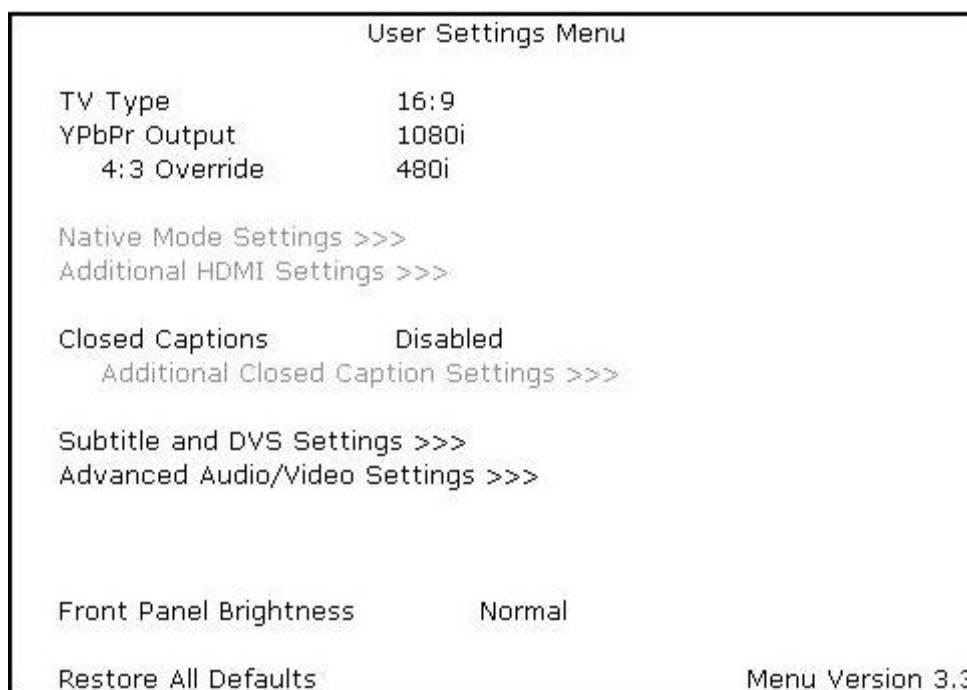 User Settings Menu
TV Type 16:9
YPbPr Output 1080i
4:3 Override 480i
Native Mode Settings >>>
Additional HDMI Settings >>>
Closed Captions Disabled
Additional Closed Caption Settings >>>
Subtitle and DVS Settings >>>
Advanced Audio/Video Settings >>>
Front Panel Brightness Normal
Restore All Defaults Menu Version 3.3